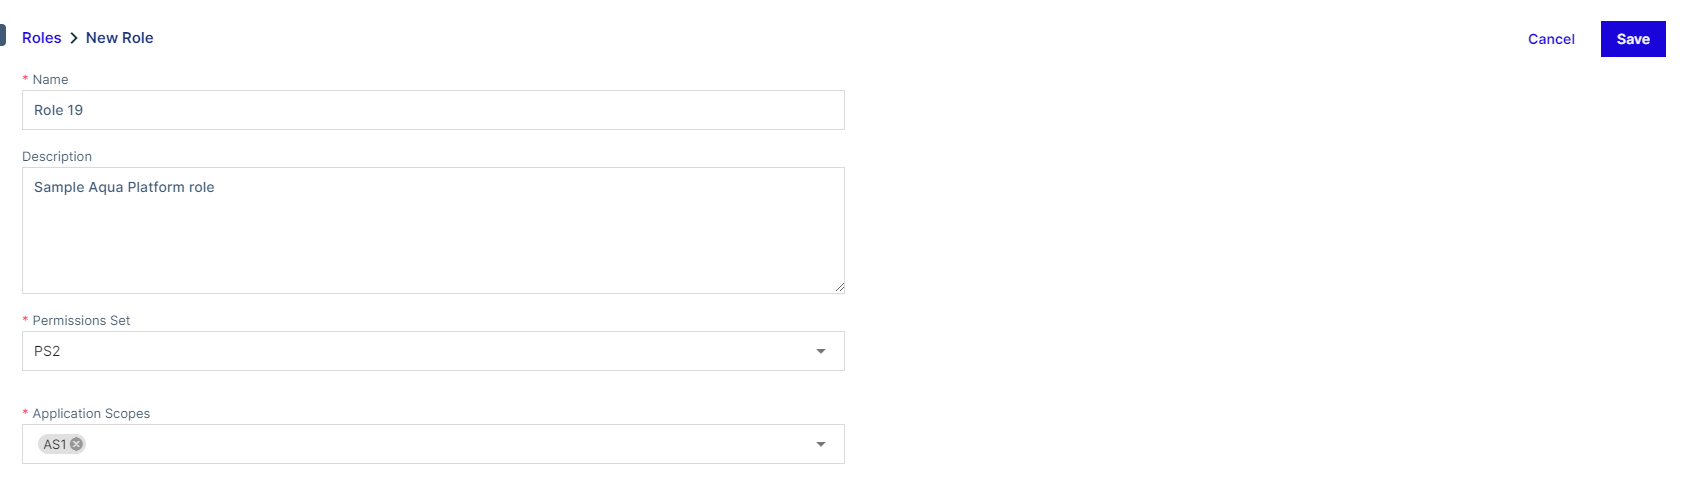 Roles > New Role
Cancel
Save
* Name
Role 19
Description
Sample Aqua Platform role
* Permissions Set
PS2
* Application Scopes
AS1